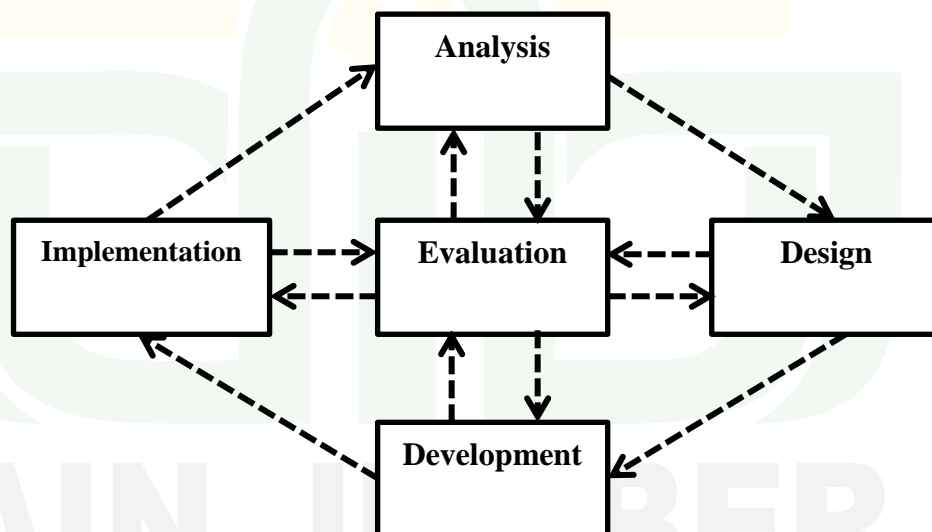 Analysis
Implementation
Evaluation
Design
Development